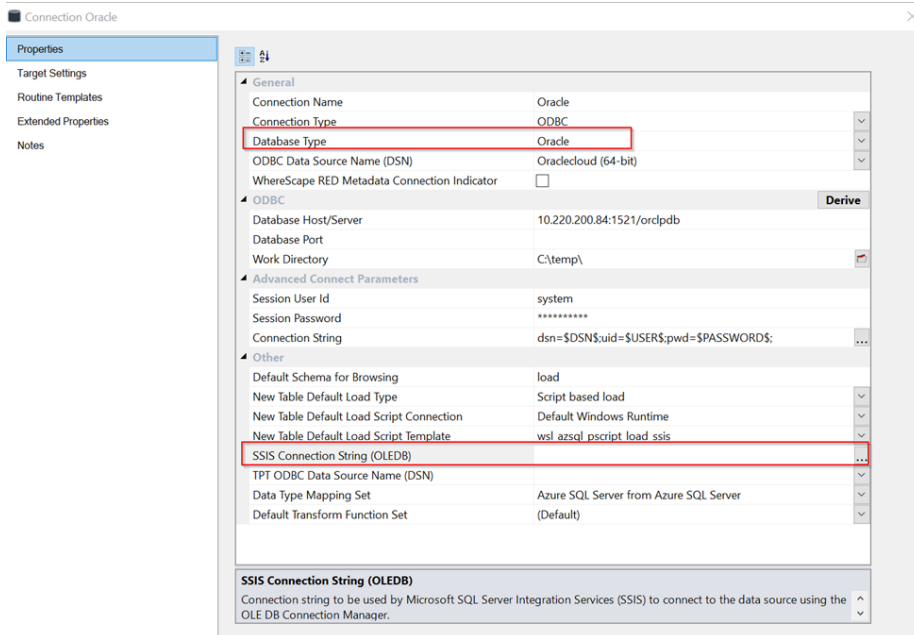 Connection Oracle
Properties
Target Settings
Routine Templates
Extended Properties
Notes
General
Connection Name Oracle
Connection Type ODBC
Database Type Oracle
ODBC Data Source Name (DSN) Oraclecloud (64-bit)
WhereScape RED Metadata Connection Indicator
ODBC Derive
Database Host/Server 10.220.200.84:1521/orclpdb
Database Port
Work Directory C:\temp\
Advanced Connect Parameters
Session User Id system
Session Password **********
Connection String dsn=$DSN$;uid=$USER$;pwd=$PASSWORD$; ...
Other
Default Schema for Browsing load
New Table Default Load Type Script based load
New Table Default Load Script Connection Default Windows Runtime
New Table Default Load Script Template wsl_azsql_pscript_load_ssis
SSIS Connection String (OLEDB) ...
TPT ODBC Data Source Name (DSN)
Data Type Mapping Set Azure SQL Server from Azure SQL Server
Default Transform Function Set (Default)
SSIS Connection String (OLEDB)
Connection string to be used by Microsoft SQL Server Integration Services (SSIS) to connect to the data source using the
OLE DB Connection Manager.